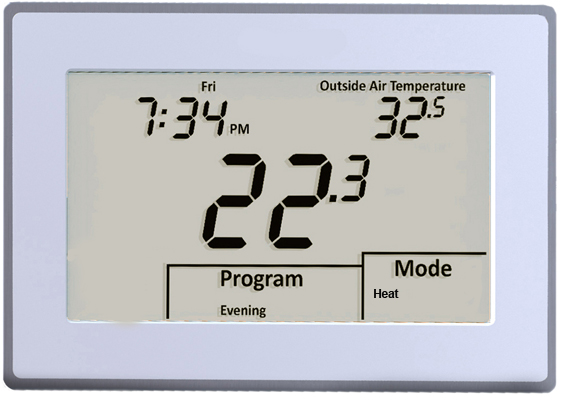 Fri
Outside Air Temperature
7:34 PM
32.5
22.3
Program
Mode
Heat
Evening